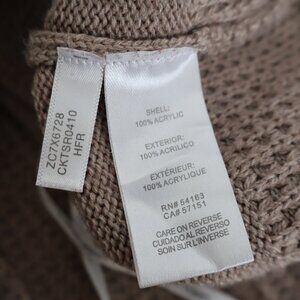 ZC7X6728
CKTSR0410
HFR
SHELL:
100% ACRYLIC
EXTERIOR:
100% ACRILICO
EXTÉRIEUR:
100% ACRYLIQUE
RN# 54163
CA# 57151
CARE ON REVERSE
CUIDADO AL REVERSO
SOIN SUR L'INVERSE